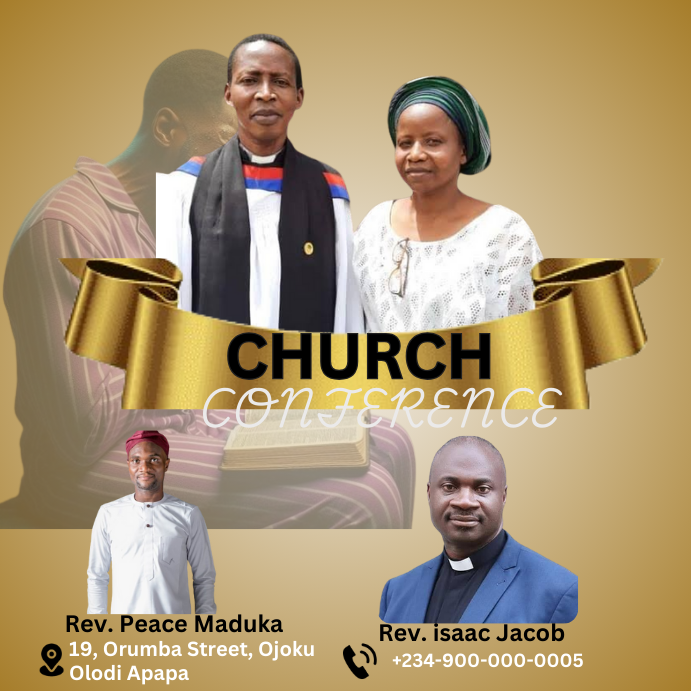 CHURCH
CONFERENCE
Rev. Peace Maduka
19, Orumba Street, Ojoku
Olodi Apapa
Rev. isaac Jacob
+234-900-000-0005